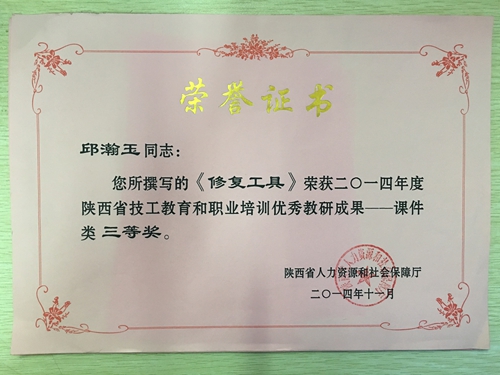 荣誉证书
邱瀚玉同志：
您所撰写的《修复工具》荣获二〇一四年度
陕西省技工教育和职业培训优秀教研成果——课件
类三等奖。
陕西省人力资源和社会保障厅
二〇一四年十一月